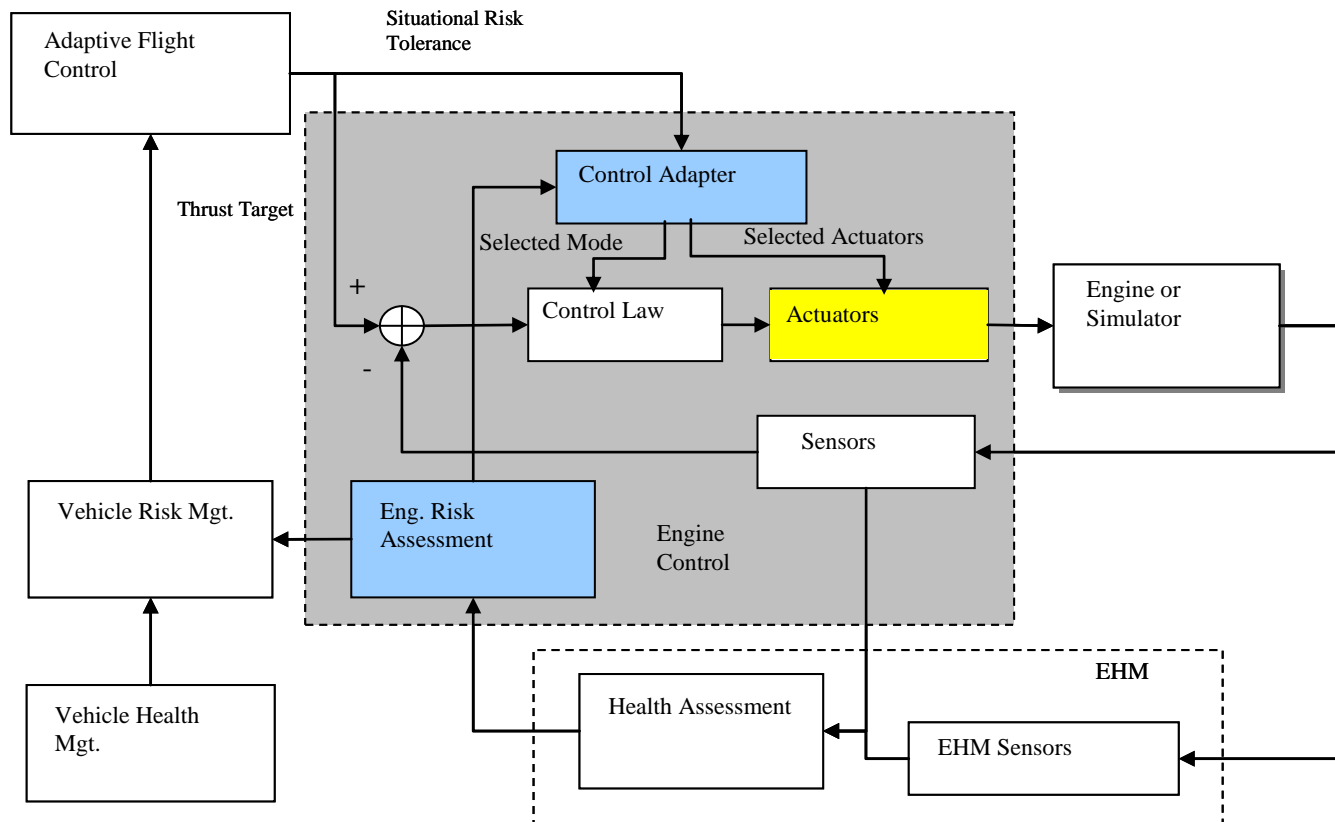 Situational Risk
Tolerance
Adaptive Flight
Control
Control Adapter
Thrust Target
Selected Mode
Selected Actuators
+
Control Law
Actuators
Engine or
Simulator
-
Sensors
Vehicle Risk Mgt.
Eng. Risk
Assessment
Engine
Control
EHM
Health Assessment
Vehicle Health
Mgt.
EHM Sensors